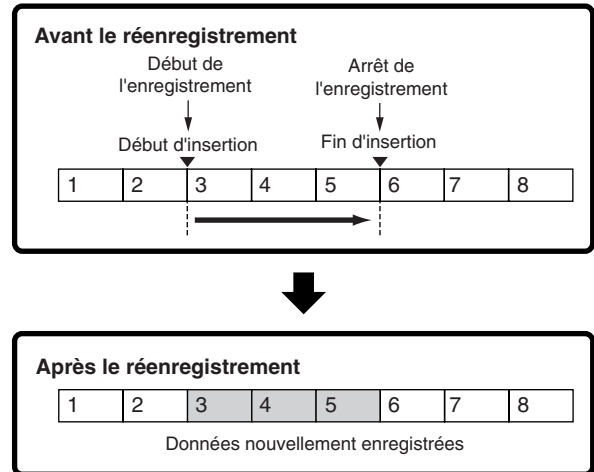 Avant le réenregistrement
Début de
l'enregistrement
Arrêt de
l'enregistrement
Début d'insertion
Fin d'insertion
1 2 3 4 5 6 7 8
Après le réenregistrement
1 2 3 4 5 6 7 8
Données nouvellement enregistrées